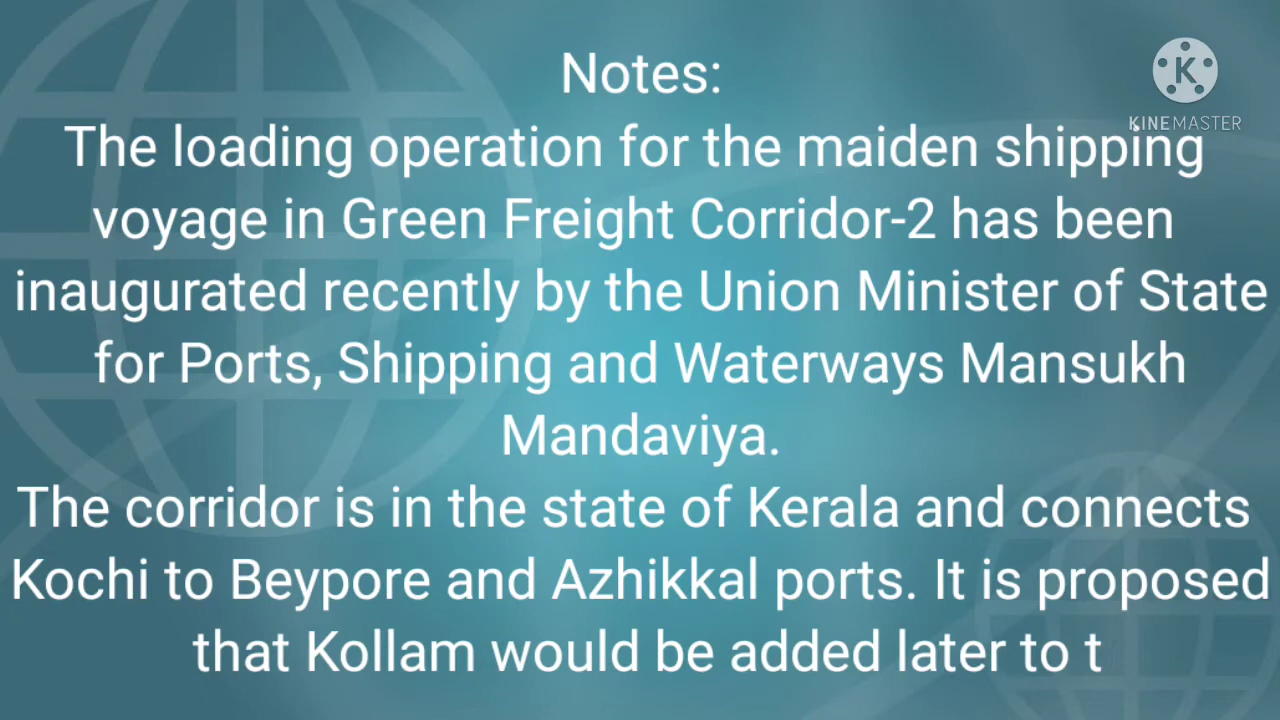 Notes:
KINEMASTER
The loading operation for the maiden shipping
voyage in Green Freight Corridor-2 has been
inaugurated recently by the Union Minister of State
for Ports, Shipping and Waterways Mansukh
Mandaviya.
The corridor is in the state of Kerala and connects
Kochi to Beypore and Azhikkal ports. It is proposed
that Kollam would be added later to t